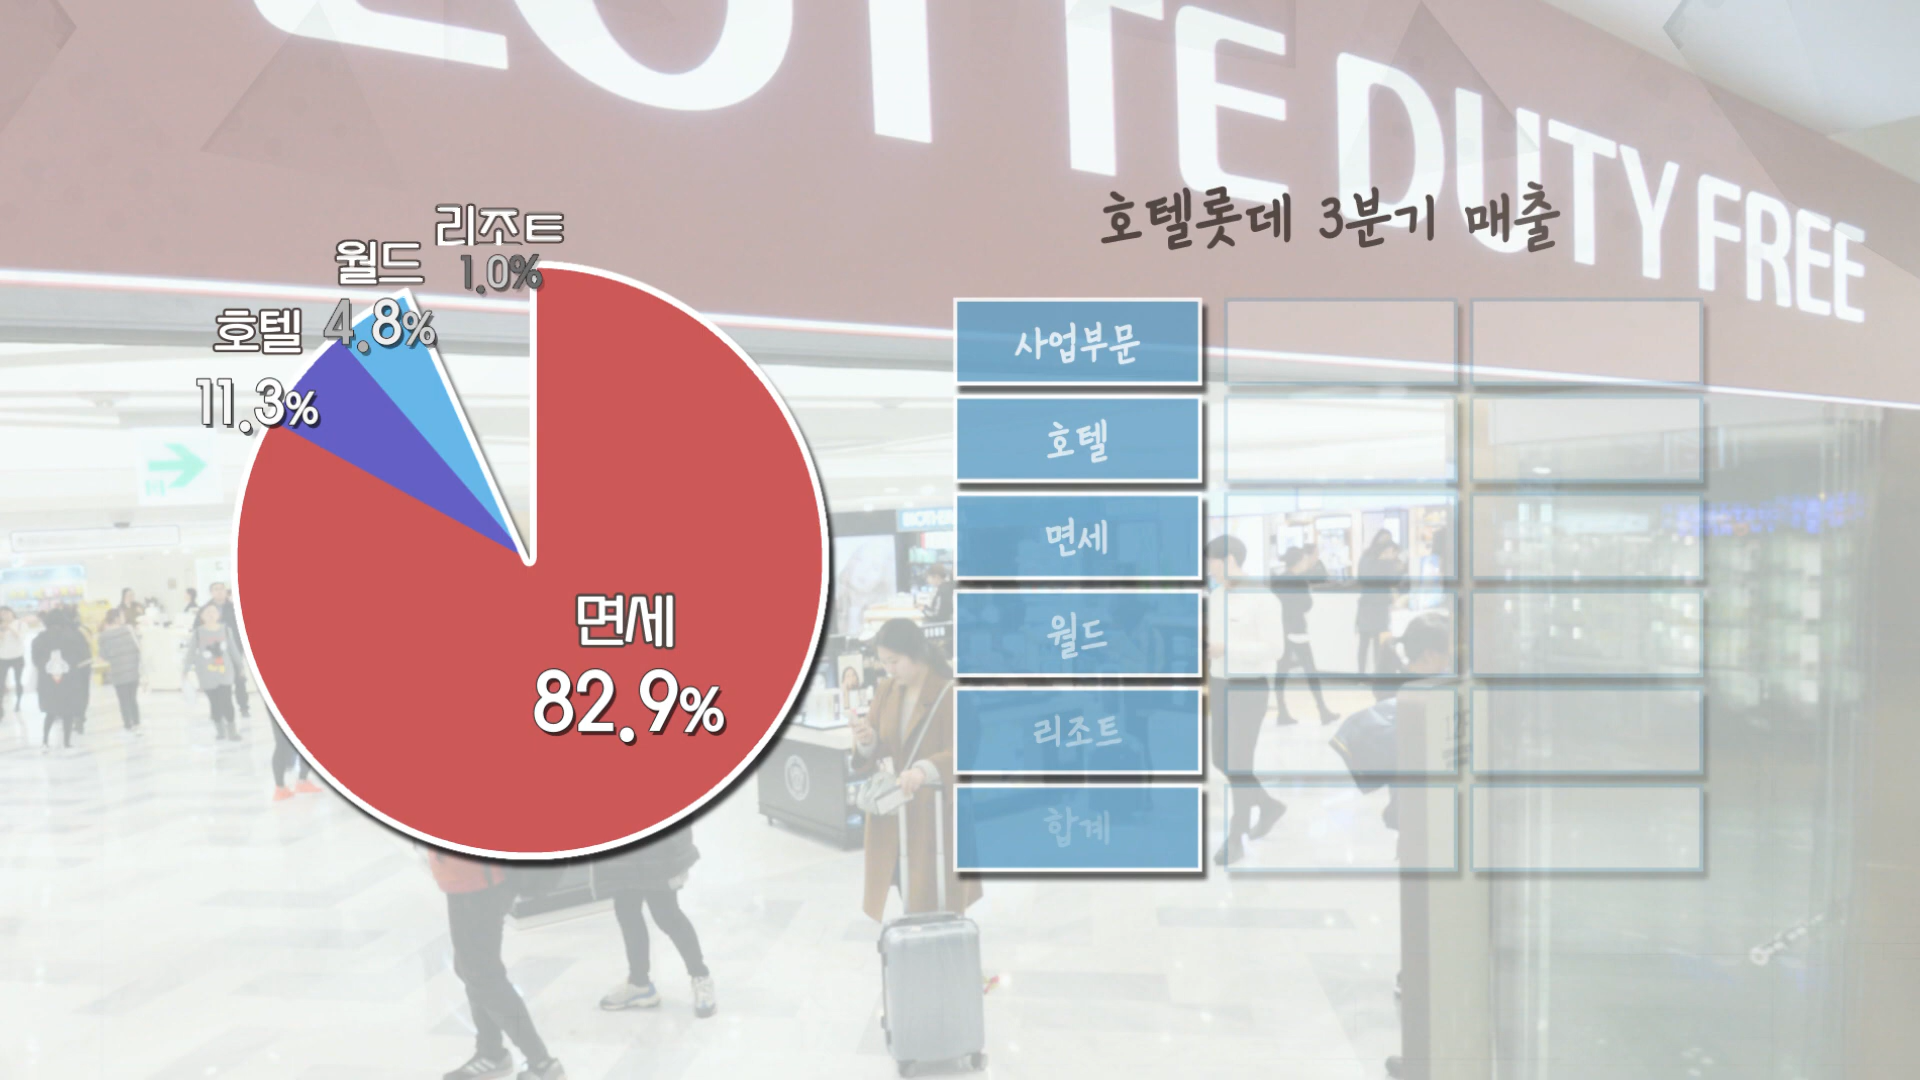 LOTTE DUTY FREE
호텔롯데 3분기 매출
리조트
1.0%
월드
4.8%
호텔
11.3%
면세
82.9%
사업부문
호텔
면세
월드
리조트
합계